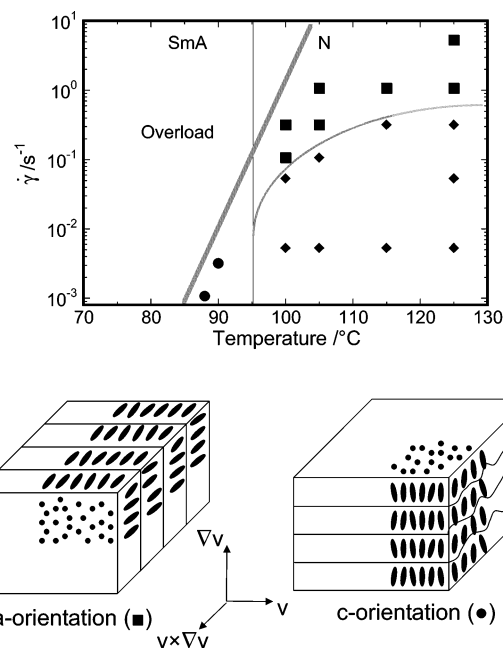 10¹
SmA
N
10⁰
Overload
γ̇ /s⁻¹
10⁻¹
10⁻²
10⁻³
70 80 90 100 110 120 130
Temperature /°C
∇v
v
v×∇v
a-orientation (■)
c-orientation (●)